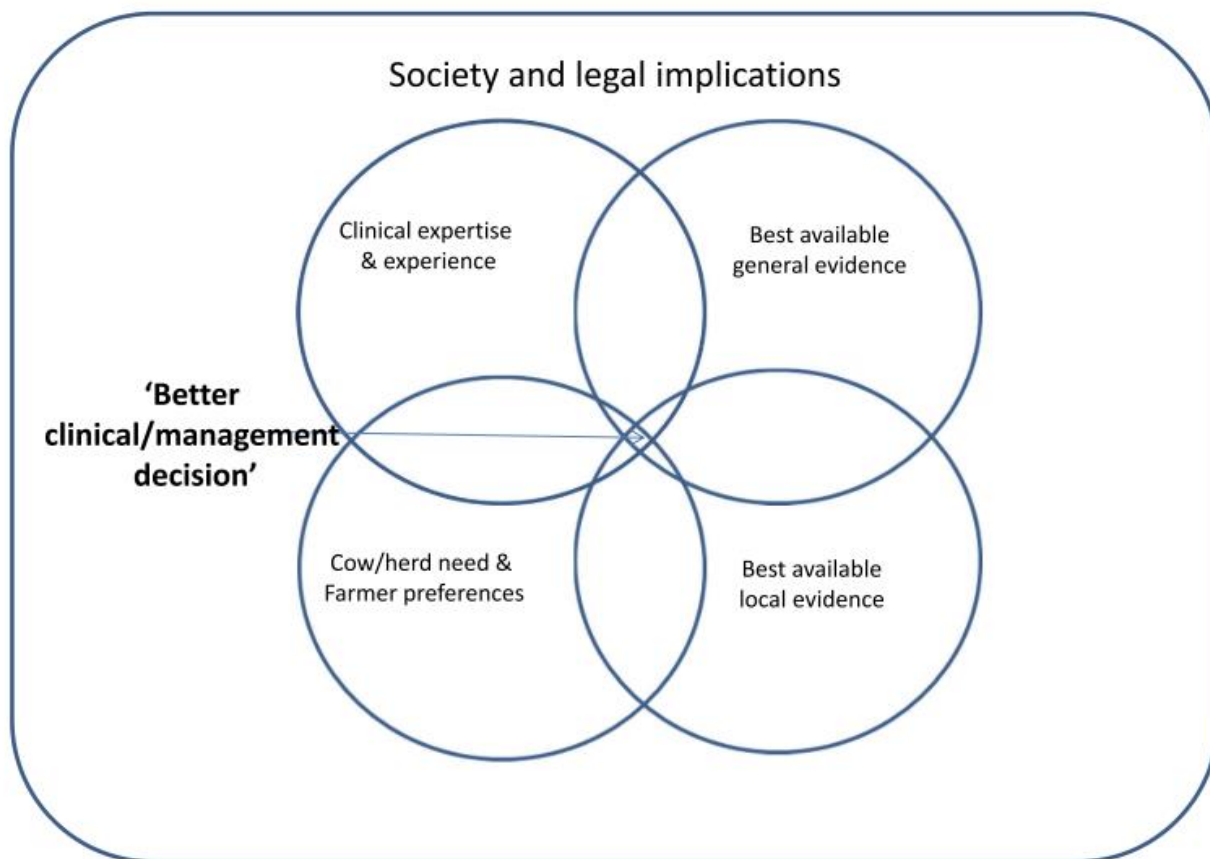 Society and legal implications
Clinical expertise
& experience
Best available
general evidence
‘Better
clinical/management
decision’
Cow/herd need &
Farmer preferences
Best available
local evidence